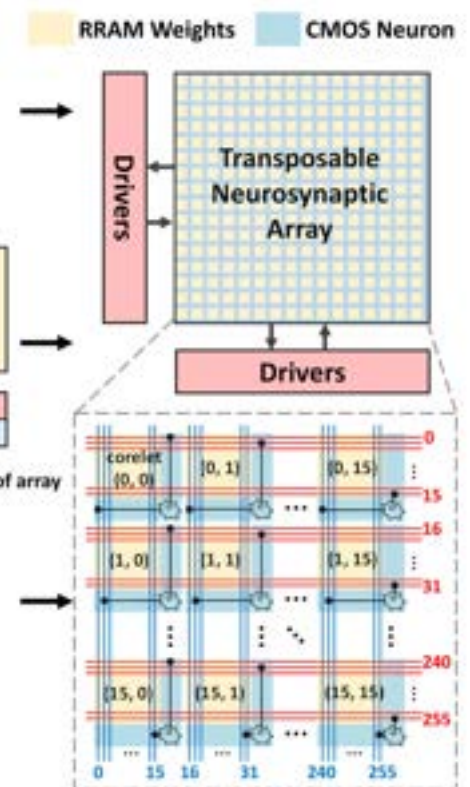 RRAM Weights CMOS Neuron
Drivers
Transposable
Neurosynaptic
Array
Drivers
of array
corelet
(0, 0)
(0, 1)
(0, 15)
0
15
16
(1, 0)
(1, 1)
(1, 15)
31
240
(15, 0)
(15, 1)
(15, 15)
255
0 15 16 31 240 255